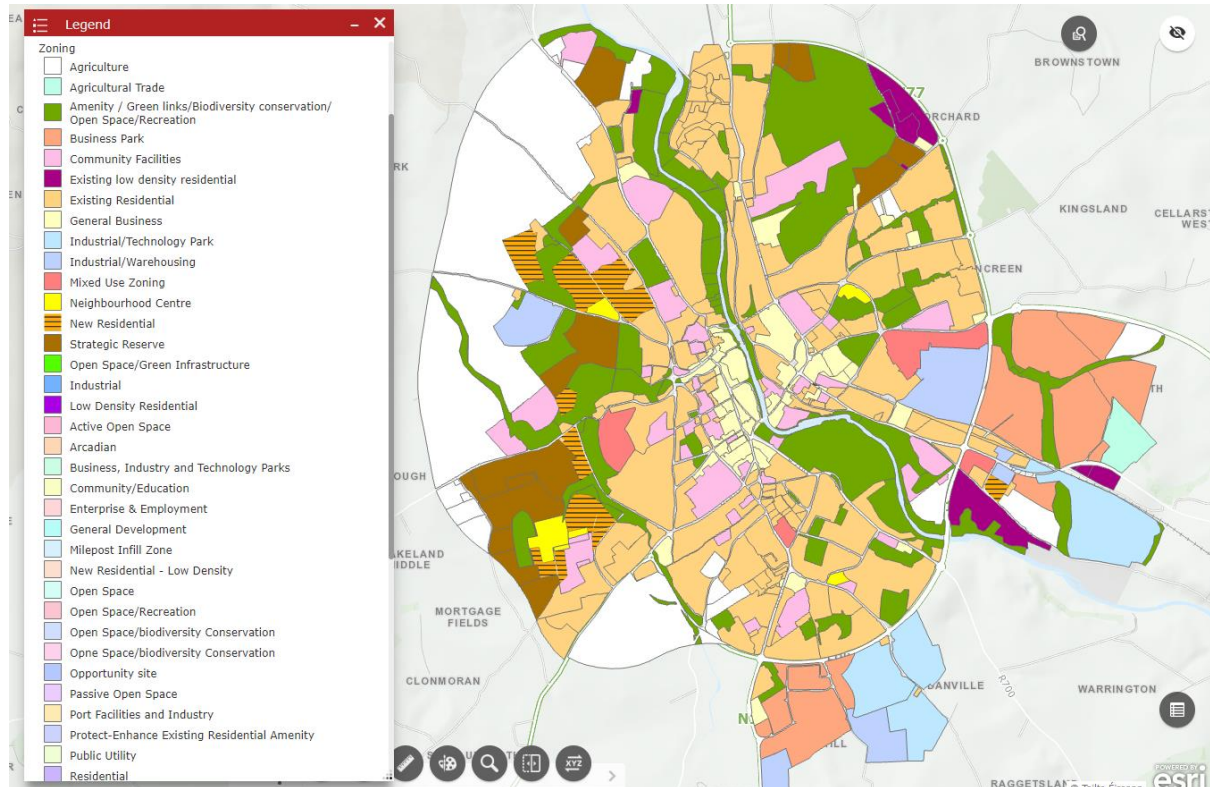 Legend
Zoning
Agriculture
Agricultural Trade
Amenity / Green links/Biodiversity conservation/
Open Space/Recreation
Business Park
Community Facilities
Existing low density residential
Existing Residential
General Business
Industrial/Technology Park
Industrial/Warehousing
Mixed Use Zoning
Neighbourhood Centre
New Residential
Strategic Reserve
Open Space/Green Infrastructure
Industrial
Low Density Residential
Active Open Space
Arcadian
Business, Industry and Technology Parks
Community/Education
Enterprise & Employment
General Development
Milepost Infill Zone
New Residential - Low Density
Open Space
Open Space/Recreation
Open Space/biodiversity Conservation
Opne Space/biodiversity Conservation
Opportunity site
Passive Open Space
Port Facilities and Industry
Protect-Enhance Existing Residential Amenity
Public Utility
Residential
BROWNSTOWN
77
ORCHARD
RK
KINGSLAND
CELLARS
WES
NCREEN
TH
OUGH
AKELAND
IDDLE
MORTGAGE
FIELDS
CLONMORAN
DANVILLE
R700
WARRINGTON
N
ILL
XYZ
RAGGETSLAN
POWERED BY
esri